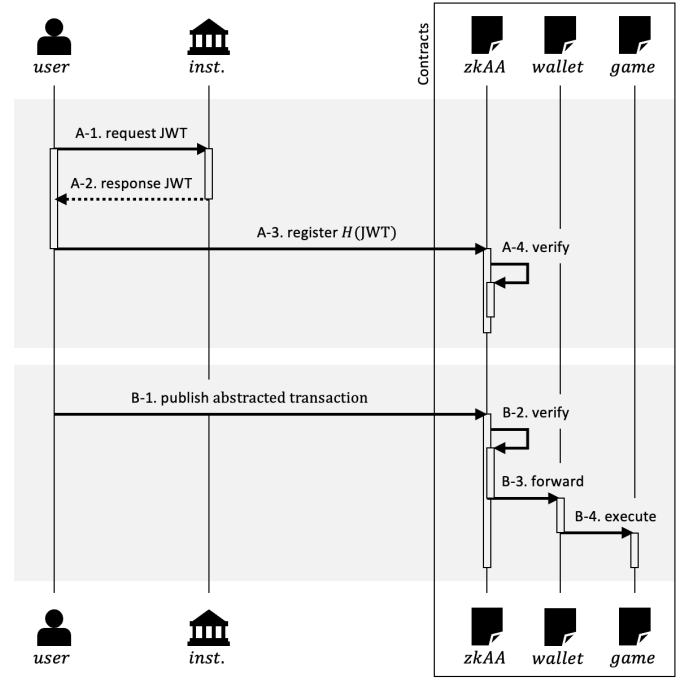 Contracts
user
inst.
zkAA
wallet
game
A-1. request JWT
A-2. response JWT
A-3. register H(JWT)
A-4. verify
B-1. publish abstracted transaction
B-2. verify
B-3. forward
B-4. execute
user
inst.
zkAA
wallet
game